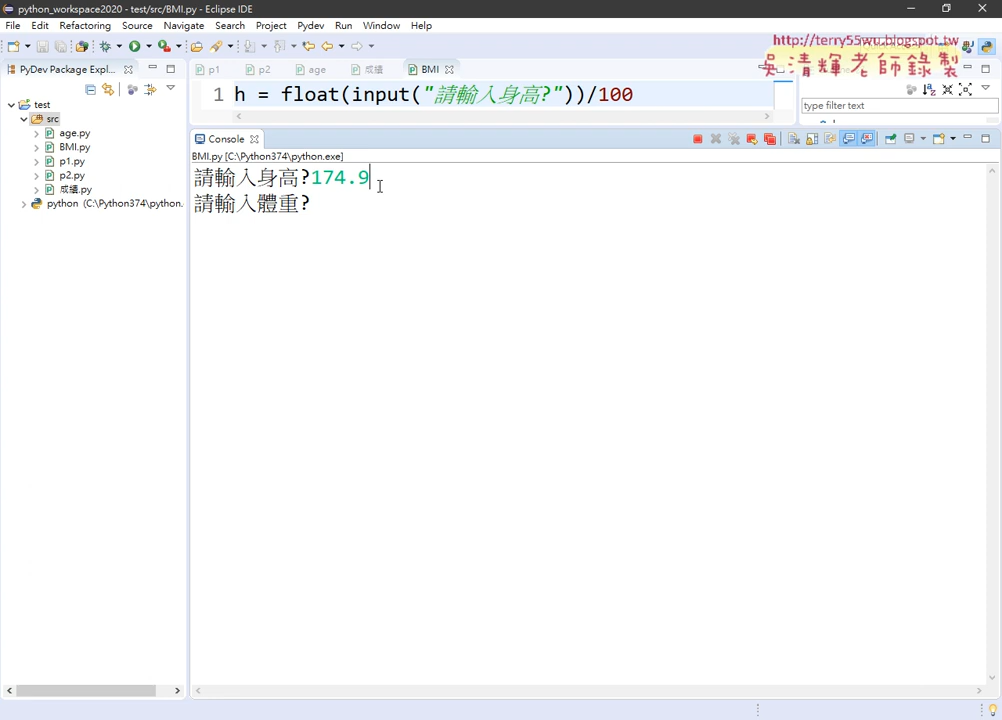 python_workspace2020 - test/src/BMI.py - Eclipse IDE
File Edit Refactoring Source Navigate Search Project Pydev Run Window Help
http://terry55wu.blogspot.tw
吳清輝老師錄製
PyDev Package Expl...
p1 p2 age 成績 BMI
test
src
age.py
BMI.py
p1.py
p2.py
成績.py
python (C:\Python374\python.
1 h = float(input("請輸入身高?"))/100
type filter text
Console
BMI.py [C:\Python374\python.exe]
請輸入身高?174.9
請輸入體重?